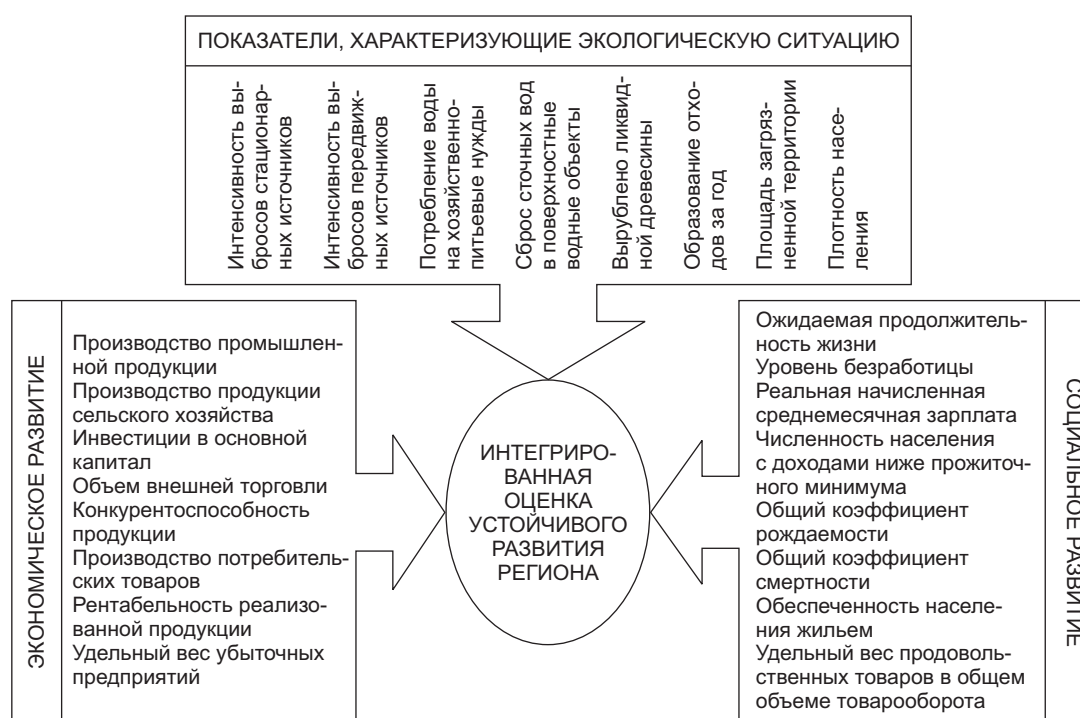 ПОКАЗАТЕЛИ, ХАРАКТЕРИЗУЮЩИЕ ЭКОЛОГИЧЕСКУЮ СИТУАЦИЮ
Интенсивность вы-
бросов стационар-
ных источников
Интенсивность вы-
бросов передвиж-
ных источников
Потребление воды
на хозяйственно-
питьевые нужды
Сброс сточных вод
в поверхностные
водные объекты
Вырублено ликвид-
ной древесины
Образование отхо-
дов за год
Площадь загряз-
ненной территории
Плотность насе-
ления
ЭКОНОМИЧЕСКОЕ РАЗВИТИЕ
Производство промышлен-
ной продукции
Производство продукции
сельского хозяйства
Инвестиции в основной
капитал
Объем внешней торговли
Конкурентоспособность
продукции
Производство потребитель-
ских товаров
Рентабельность реализо-
ванной продукции
Удельный вес убыточных
предприятий
ИНТЕГРИРО-
ВАННАЯ
ОЦЕНКА
УСТОЙЧИВОГО
РАЗВИТИЯ
РЕГИОНА
Ожидаемая продолжитель-
ность жизни
Уровень безработицы
Реальная начисленная
среднемесячная зарплата
Численность населения
с доходами ниже прожиточ-
ного минимума
Общий коэффициент
рождаемости
Общий коэффициент
смертности
Обеспеченность населе-
ния жильем
Удельный вес продоволь-
ственных товаров в общем
объеме товарооборота
СОЦИАЛЬНОЕ РАЗВИТИЕ